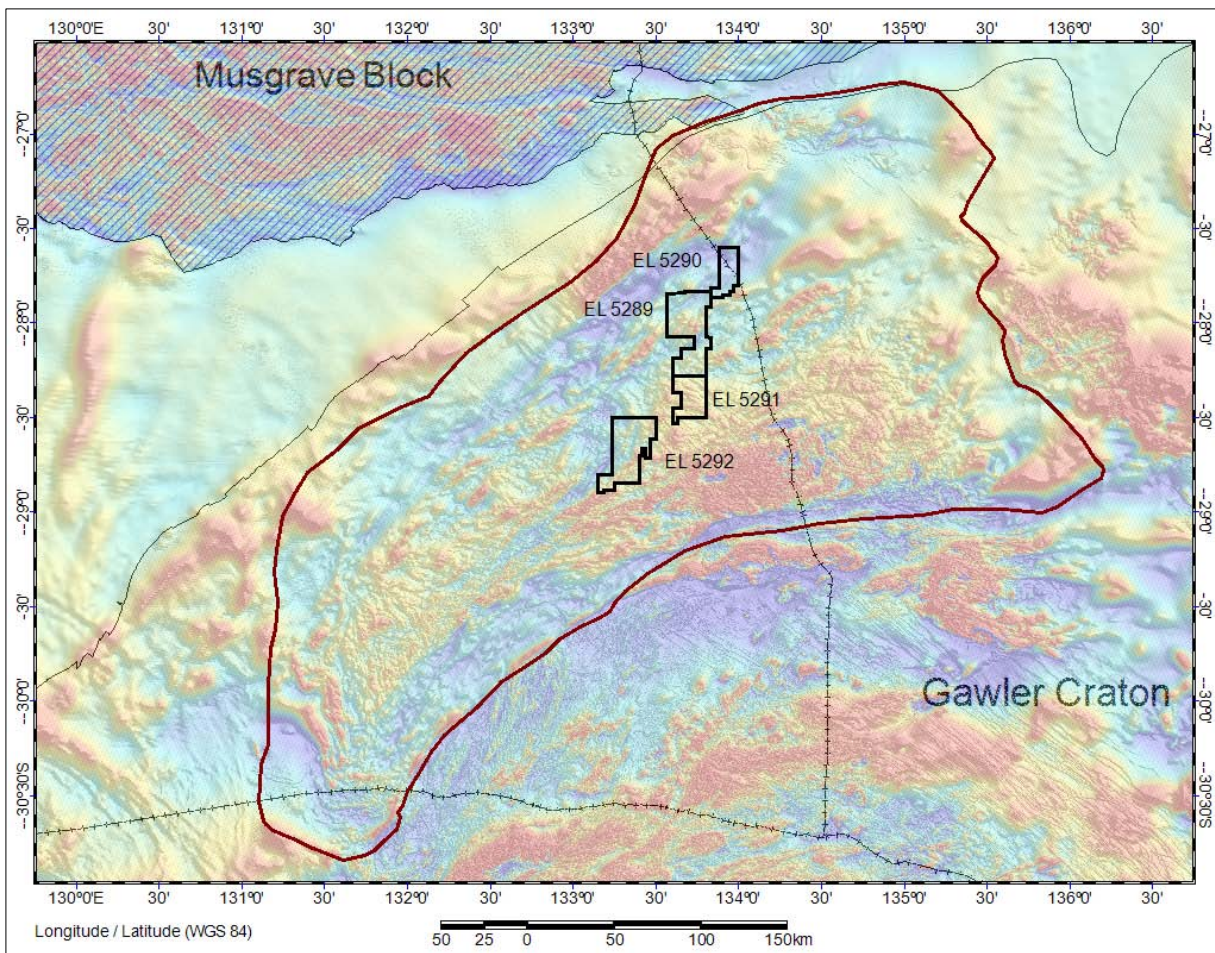 130°0'E 30' 131°0' 30' 132°0' 30' 133°0' 30' 134°0' 30' 135°0' 30' 136°0' 30'
Musgrave Block
-27°0' -27°0'
-30' -30'
EL 5290
EL 5289
-28°0' -28°0'
EL 5291
-30' -30'
EL 5292
-29°0' -29°0'
-30' -30'
Gawler Craton
-30°0' -30°0'
-30°30'S -30°30'S
130°0'E 30' 131°0' 30' 132°0' 30' 133°0' 30' 134°0' 30' 135°0' 30' 136°0' 30'
Longitude / Latitude (WGS 84)
50 25 0 50 100 150km